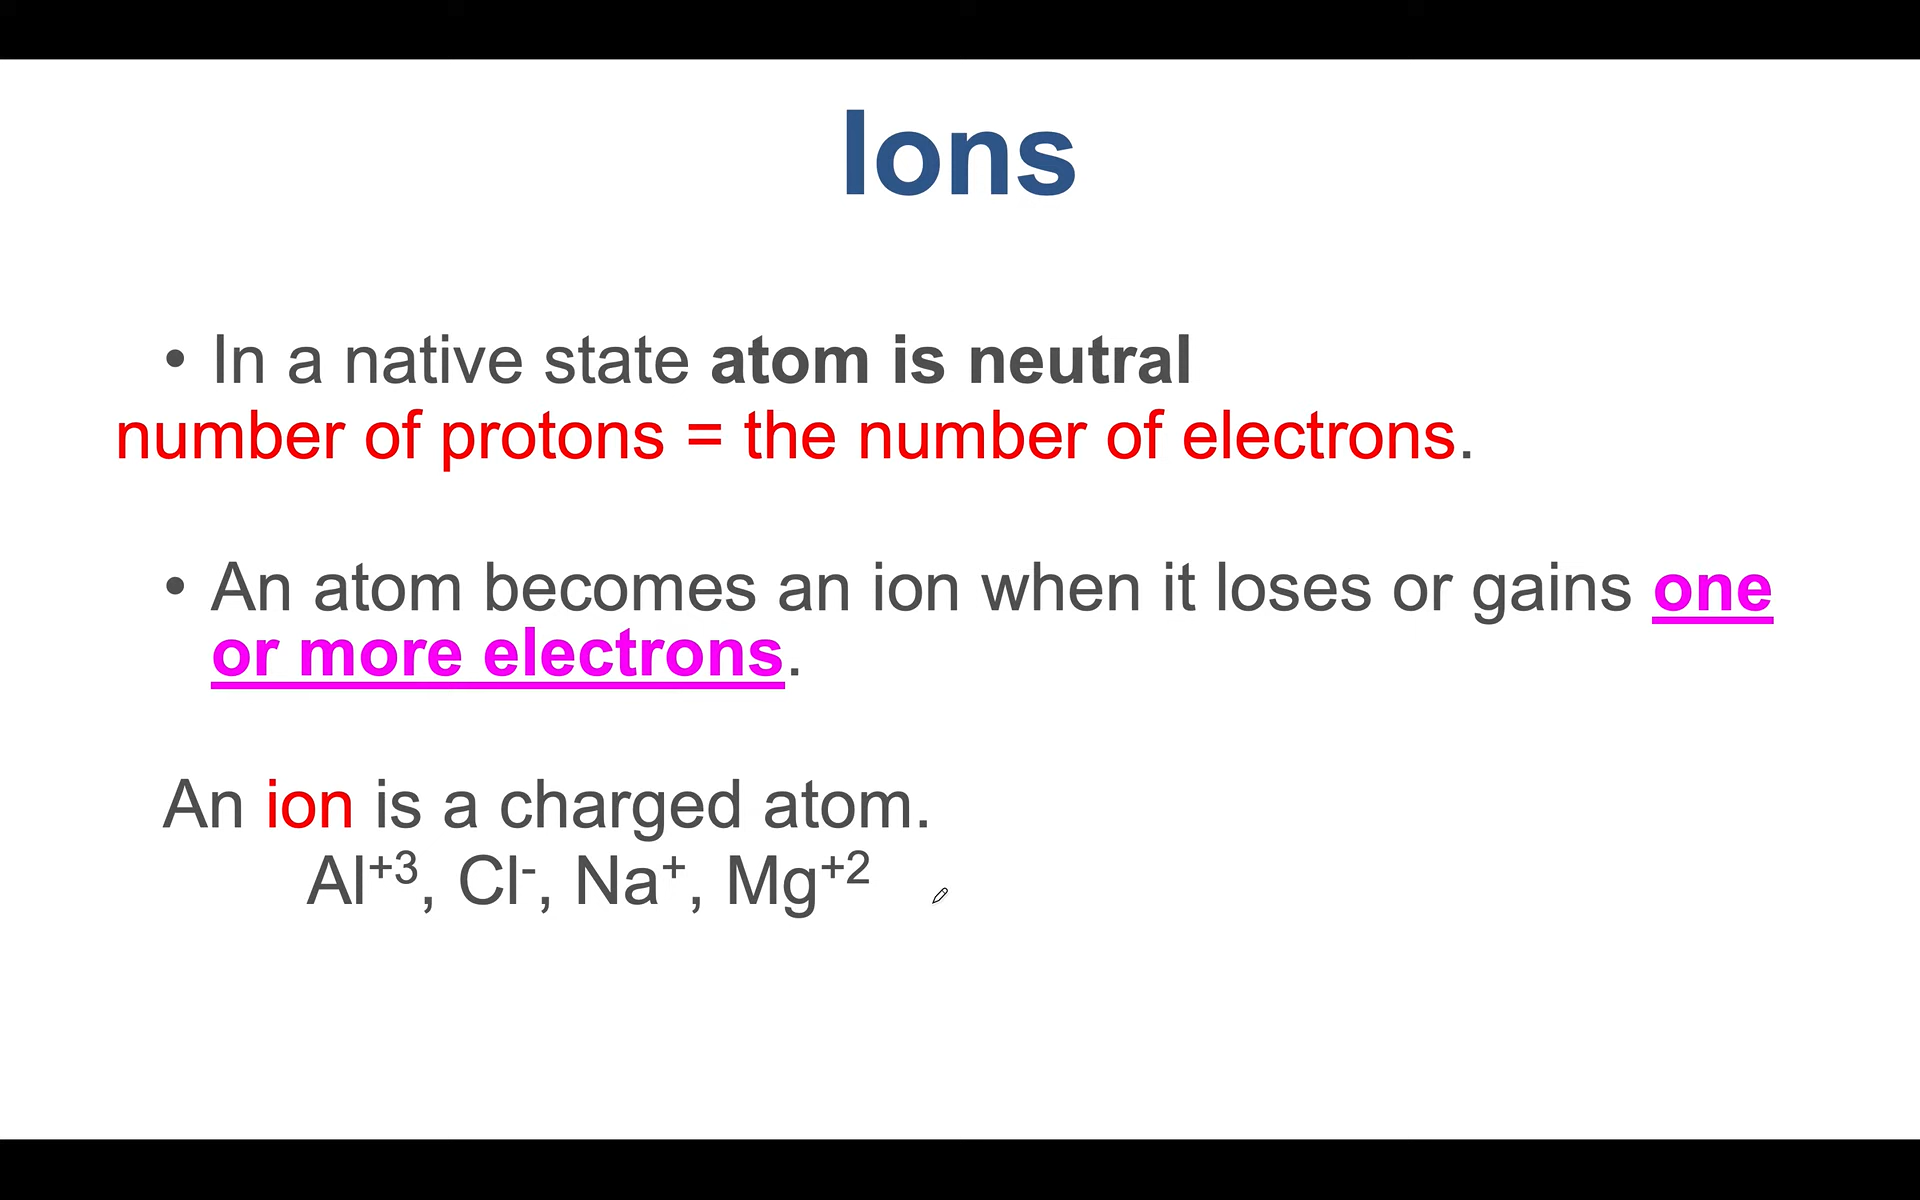 Ions
• In a native state atom is neutral
number of protons = the number of electrons.
• An atom becomes an ion when it loses or gains one
or more electrons.
An ion is a charged atom.
Al⁺³, Cl⁻, Na⁺, Mg⁺²